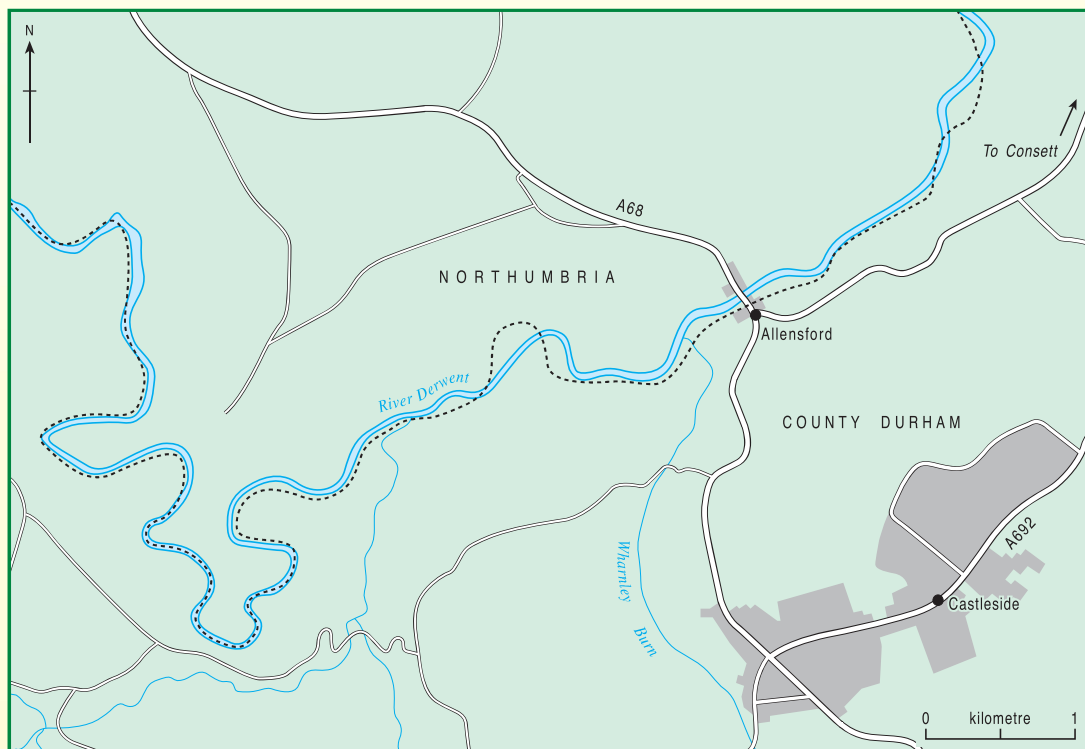 N
To Consett
A68
NORTHUMBRIA
Allensford
River Derwent
COUNTY DURHAM
A692
Wharnley
Burn
Castleside
0 kilometre 1